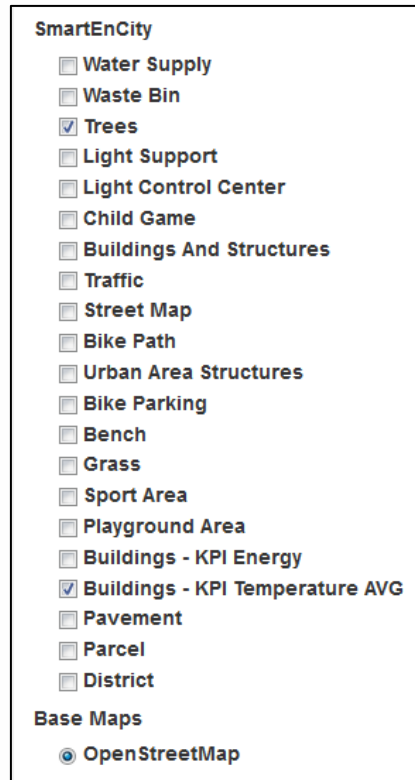 SmartEnCity
Water Supply
Waste Bin
Trees
Light Support
Light Control Center
Child Game
Buildings And Structures
Traffic
Street Map
Bike Path
Urban Area Structures
Bike Parking
Bench
Grass
Sport Area
Playground Area
Buildings - KPI Energy
Buildings - KPI Temperature AVG
Pavement
Parcel
District
Base Maps
OpenStreetMap